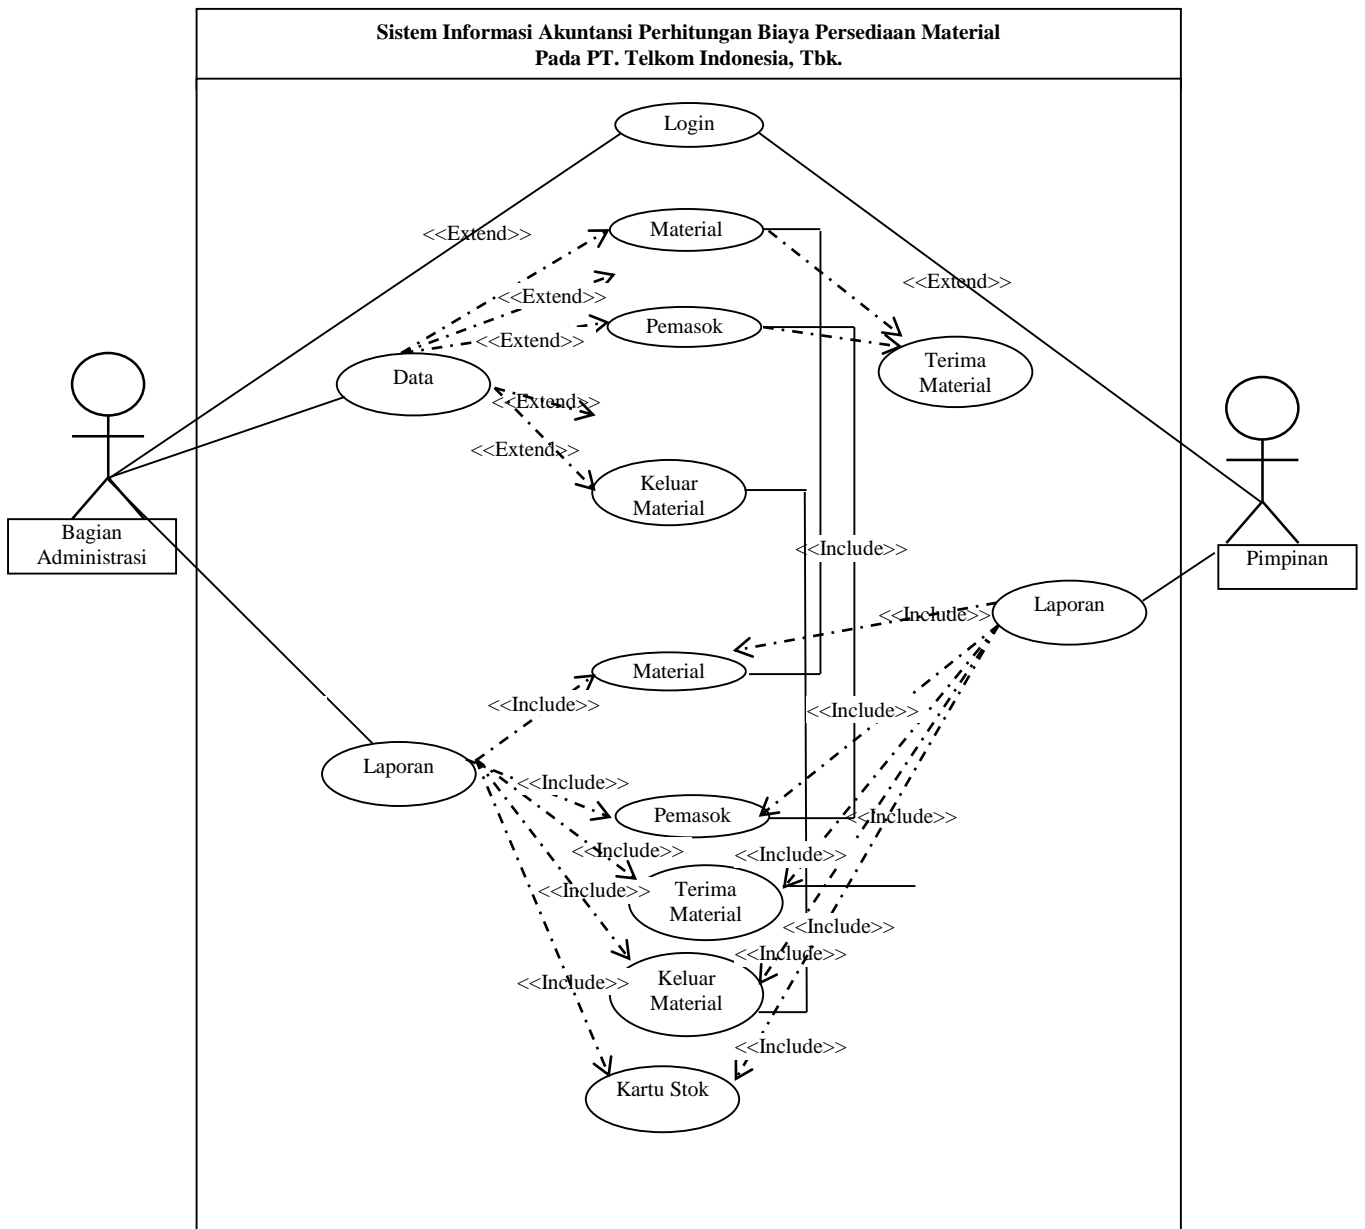 Sistem Informasi Akuntansi Perhitungan Biaya Persediaan Material
Pada PT. Telkom Indonesia, Tbk.
Login
Material
<<Extend>>
<<Extend>>
<<Extend>>
Pemasok
<<Extend>>
Terima
Material
Data
<<Extend>>
<<Extend>>
Keluar
Material
Bagian
Administrasi
<<Include>>
Pimpinan
Laporan
<<Include>>
Material
<<Include>>
<<Include>>
Laporan
<<Include>>
Pemasok
<<Include>>
<<Include>>
<<Include>>
Terima
Material
<<Include>>
<<Include>>
<<Include>>
Keluar
Material
<<Include>>
<<Include>>
Kartu Stok